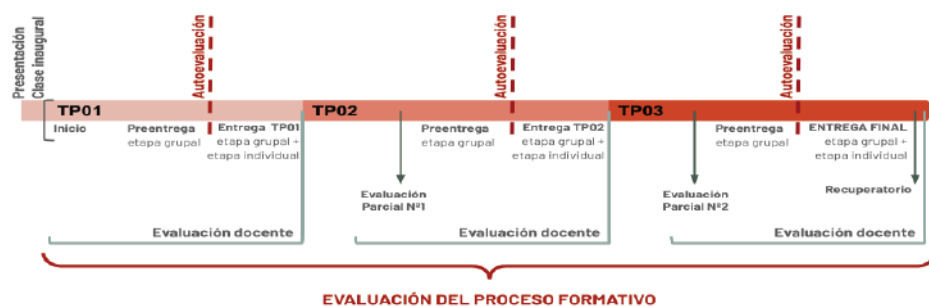 Presentación
Clase inaugural
Autoevaluación
Autoevaluación
Autoevaluación
TP01
TP02
TP03
Inicio
Preentrega
etapa grupal
Entrega TP01
etapa grupal +
etapa individual
Preentrega
etapa grupal
Entrega TP02
etapa grupal +
etapa individual
Preentrega
etapa grupal
ENTREGA FINAL
etapa grupal +
etapa individual
Evaluación
Parcial Nº1
Evaluación
Parcial Nº2
Recuperatorio
Evaluación docente
Evaluación docente
Evaluación docente
EVALUACIÓN DEL PROCESO FORMATIVO